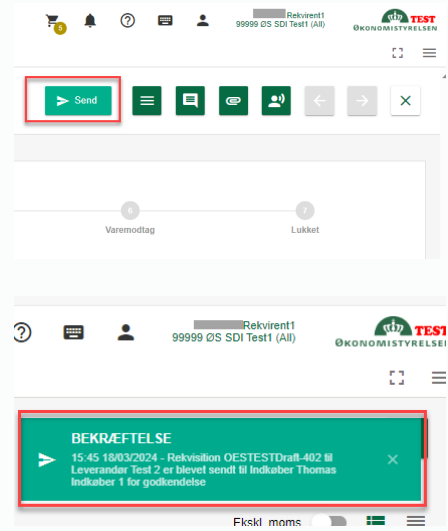 Rekvirent1
99999 ØS SDI Test1 (All)
5
TEST
ØKONOMISTYRELSEN
Send
6
7
Varemodtag
Lukket
Rekvirent1
99999 ØS SDI Test1 (All)
TEST
ØKONOMISTYRELSEN
BEKRÆFTELSE
15:45 18/03/2024 - Rekvisition OESTESTDraft-402 til
Leverandør Test 2 er blevet sendt til Indkøber Thomas
Indkøber 1 for godkendelse
Ekskl. moms